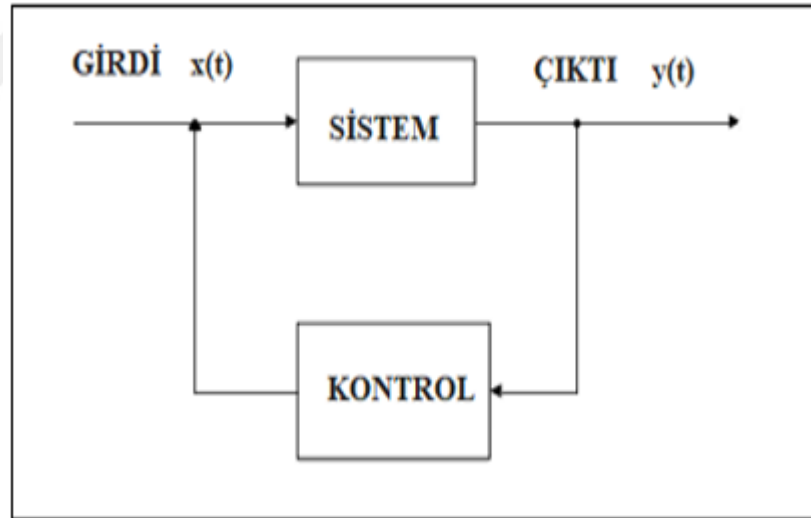 GİRDİ x(t)
ÇIKTI y(t)
SİSTEM
KONTROL